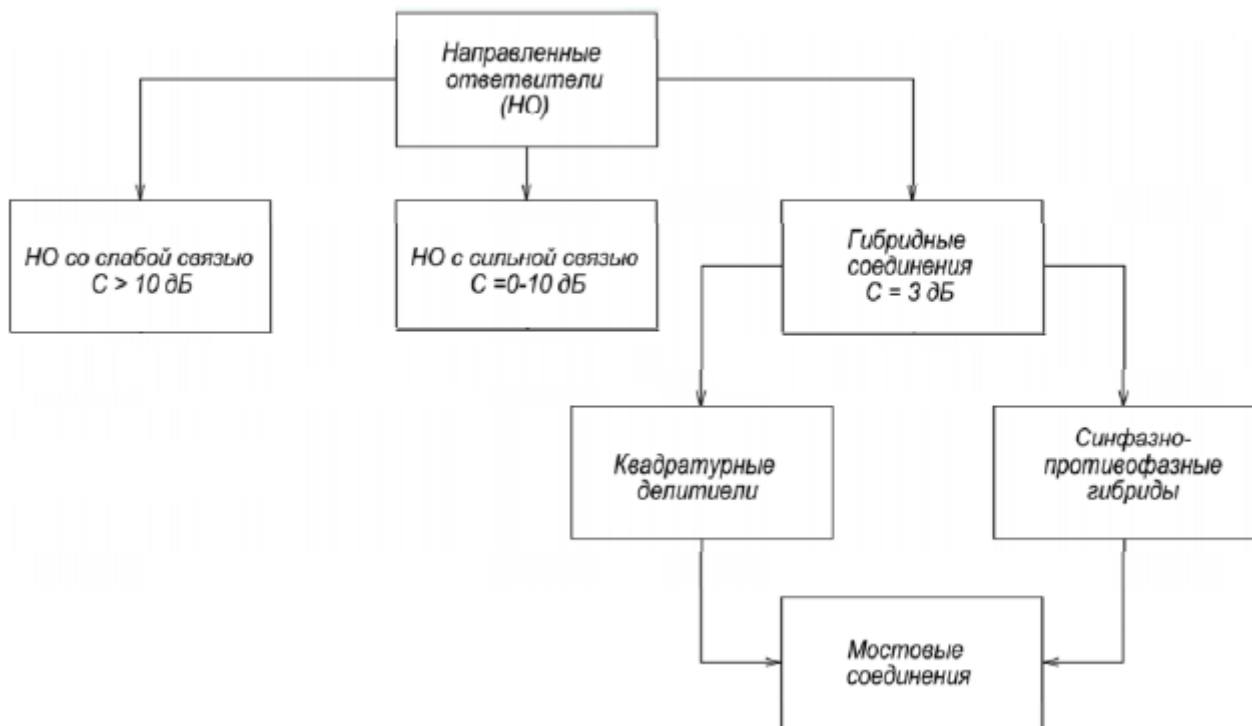 Направленные
ответвители
(НО)
НО со слабой связью
С > 10 дБ
НО с сильной связью
С =0-10 дБ
Гибридные
соединения
С = 3 дБ
Квадратурные
делитиели
Синфазно-
противофазные
гибриды
Мостовые
соединения